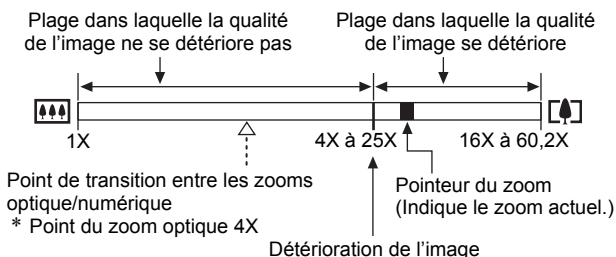 Plage dans laquelle la qualité
de l'image ne se détériore pas
Plage dans laquelle la qualité
de l'image se détériore
1X
4X à 25X
16X à 60,2X
Point de transition entre les zooms
optique/numérique
* Point du zoom optique 4X
Pointeur du zoom
(Indique le zoom actuel.)
Détérioration de l'image